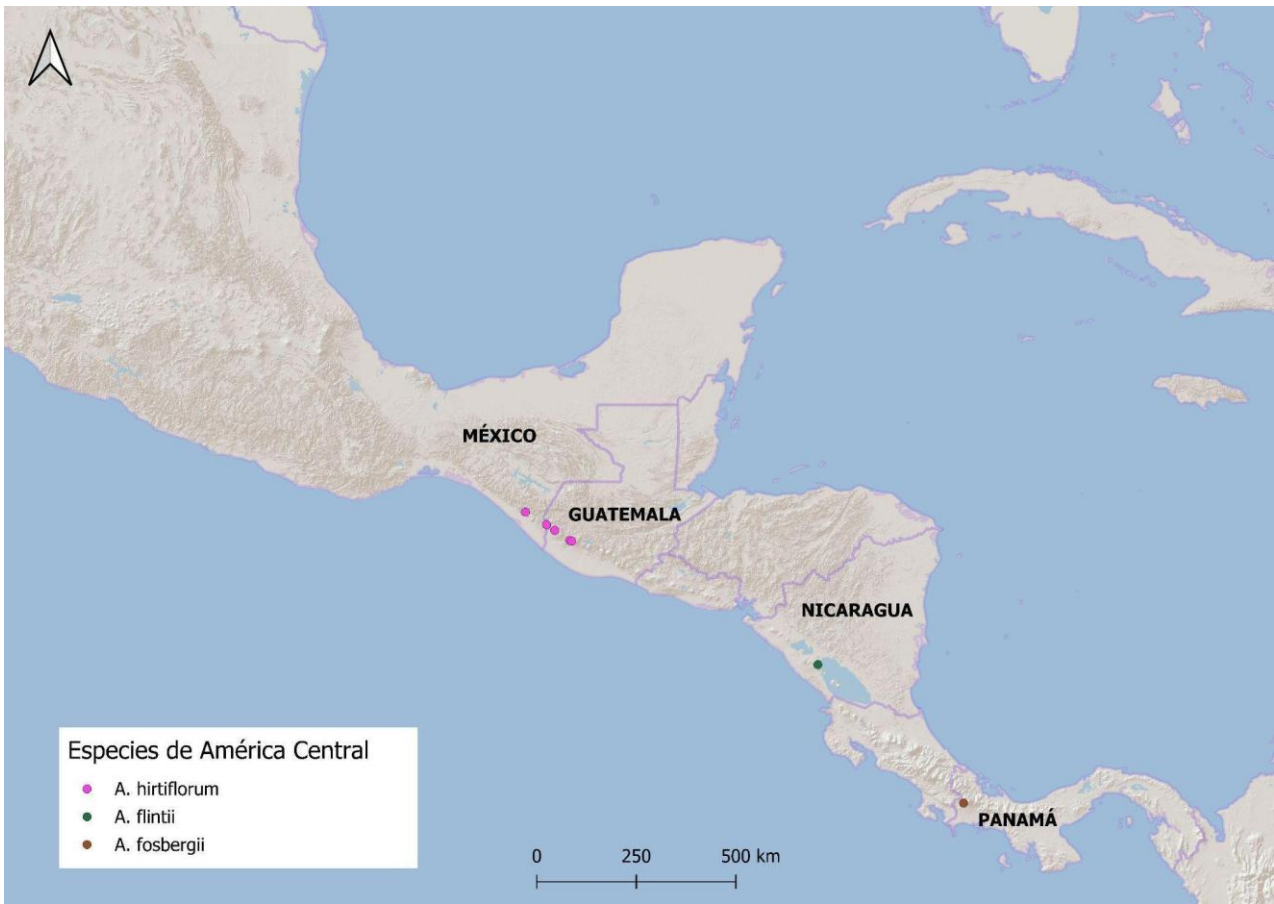 MÉXICO
GUATEMALA
NICARAGUA
PANAMÁ
Especies de América Central
A. hirtiflorum
A. flintii
A. fosbergii
0 250 500 km